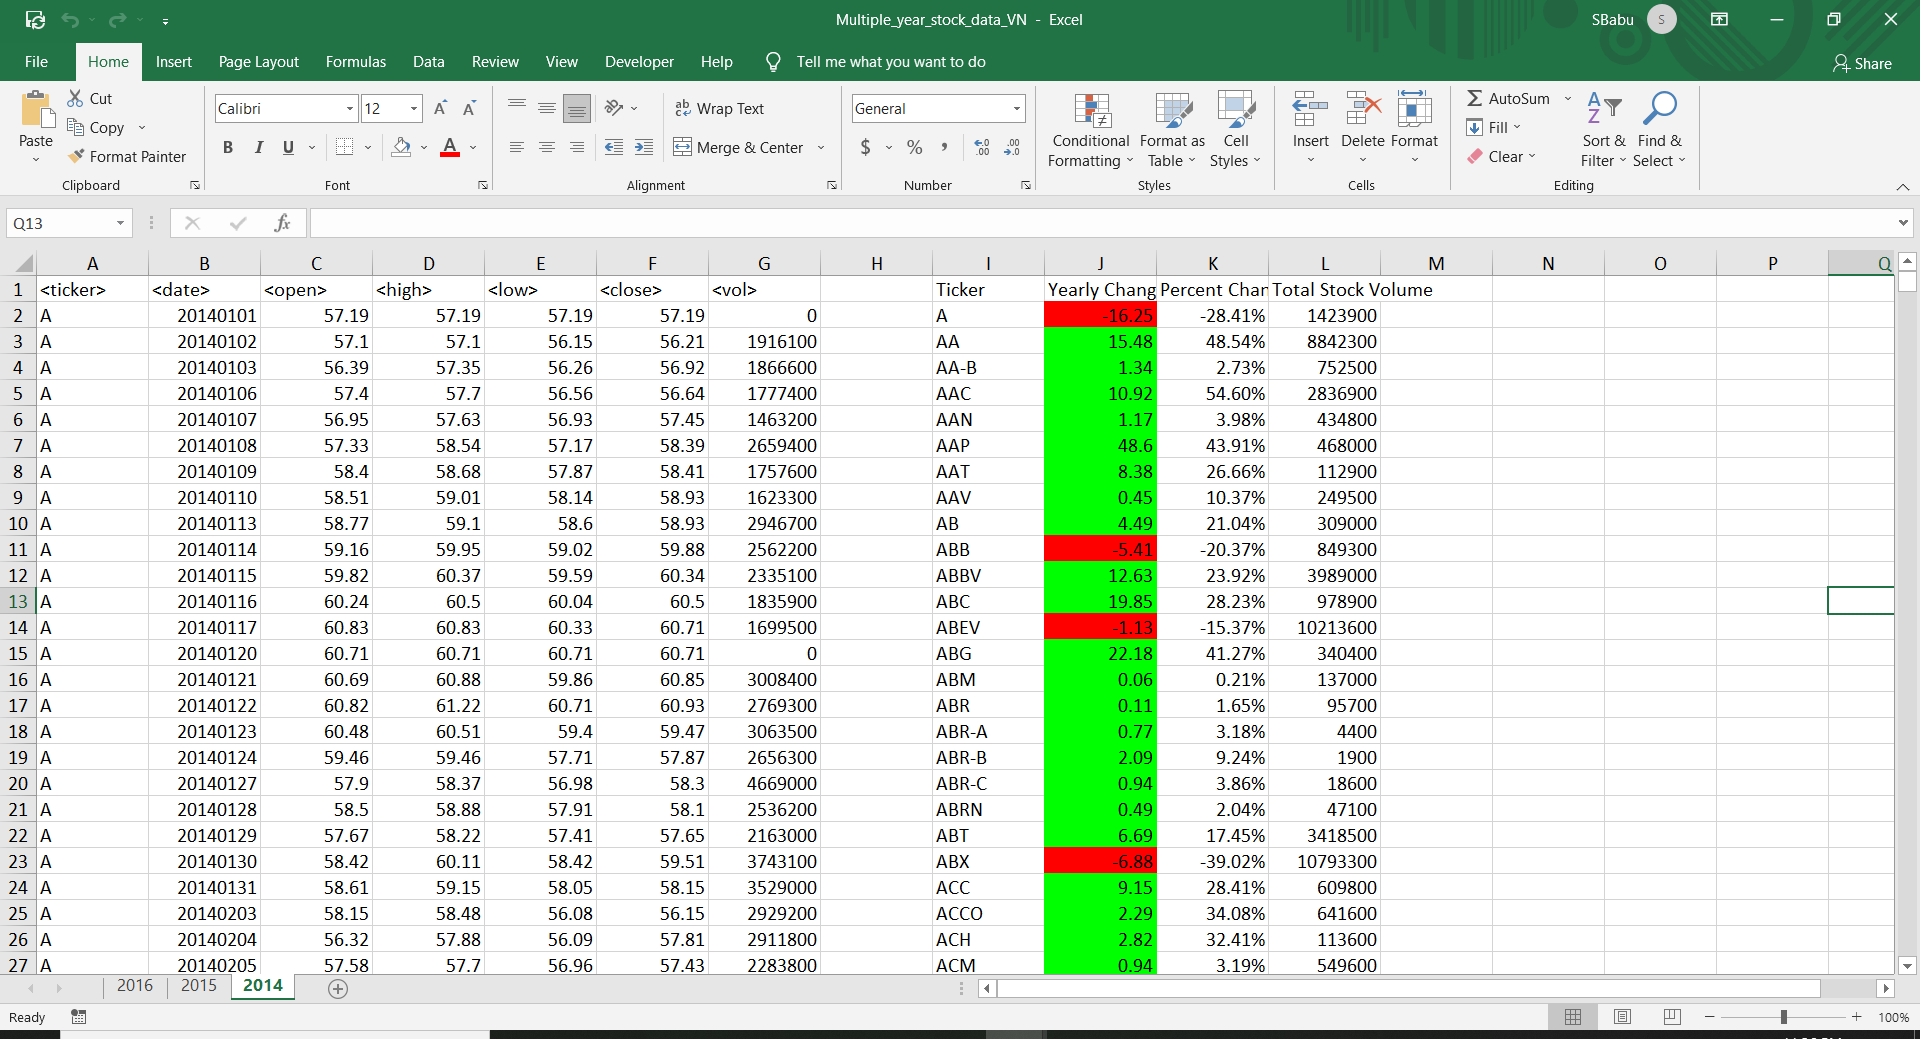 Multiple_year_stock_data_VN - Excel
SBabu S
File Home Insert Page Layout Formulas Data Review View Developer Help Tell me what you want to do Share
Cut
Copy
Format Painter
Paste
Clipboard
Calibri 12 A A
B I U A
Font
ab Wrap Text
Merge & Center
Alignment
General
$ % ,
Number
Conditional Formatting
Format as Table
Cell Styles
Styles
Insert Delete Format
Cells
AutoSum
Fill
Clear
Sort & Filter
Find & Select
Editing
Q13 fx
A B C D E F G H I J K L M N O P Q
1 <ticker> <date> <open> <high> <low> <close> <vol> Ticker Yearly Chang Percent Char Total Stock Volume
2 A 20140101 57.19 57.19 57.19 57.19 0 A -16.25 -28.41% 1423900
3 A 20140102 57.1 57.1 56.15 56.21 1916100 AA 15.48 48.54% 8842300
4 A 20140103 56.39 57.35 56.26 56.92 1866600 AA-B 1.34 2.73% 752500
5 A 20140106 57.4 57.7 56.56 56.64 1777400 AAC 10.92 54.60% 2836900
6 A 20140107 56.95 57.63 56.93 57.45 1463200 AAN 1.17 3.98% 434800
7 A 20140108 57.33 58.54 57.17 58.39 2659400 AAP 48.6 43.91% 468000
8 A 20140109 58.4 58.68 57.87 58.41 1757600 AAT 8.38 26.66% 112900
9 A 20140110 58.51 59.01 58.14 58.93 1623300 AAV 0.45 10.37% 249500
10 A 20140113 58.77 59.1 58.6 58.93 2946700 AB 4.49 21.04% 309000
11 A 20140114 59.16 59.95 59.02 59.88 2562200 ABB -5.41 -20.37% 849300
12 A 20140115 59.82 60.37 59.59 60.34 2335100 ABBV 12.63 23.92% 3989000
13 A 20140116 60.24 60.5 60.04 60.5 1835900 ABC 19.85 28.23% 978900
14 A 20140117 60.83 60.83 60.33 60.71 1699500 ABEV -1.13 -15.37% 10213600
15 A 20140120 60.71 60.71 60.71 60.71 0 ABG 22.18 41.27% 340400
16 A 20140121 60.69 60.88 59.86 60.85 3008400 ABM 0.06 0.21% 137000
17 A 20140122 60.82 61.22 60.71 60.93 2769300 ABR 0.11 1.65% 95700
18 A 20140123 60.48 60.51 59.4 59.47 3063500 ABR-A 0.77 3.18% 4400
19 A 20140124 59.46 59.46 57.71 57.87 2656300 ABR-B 2.09 9.24% 1900
20 A 20140127 57.9 58.37 56.98 58.3 4669000 ABR-C 0.94 3.86% 18600
21 A 20140128 58.5 58.88 57.91 58.1 2536200 ABRN 0.49 2.04% 47100
22 A 20140129 57.67 58.22 57.41 57.65 2163000 ABT 6.69 17.45% 3418500
23 A 20140130 58.42 60.11 58.42 59.51 3743100 ABX -6.88 -39.02% 10793300
24 A 20140131 58.61 59.15 58.05 58.15 3529000 ACC 9.15 28.41% 609800
25 A 20140203 58.15 58.48 56.08 56.15 2929200 ACCO 2.29 34.08% 641600
26 A 20140204 56.32 57.88 56.09 57.81 2911800 ACH 2.82 32.41% 113600
27 A 20140205 57.58 57.7 56.96 57.43 2283800 ACM 0.94 3.19% 549600
2016 2015 2014
Ready 100%